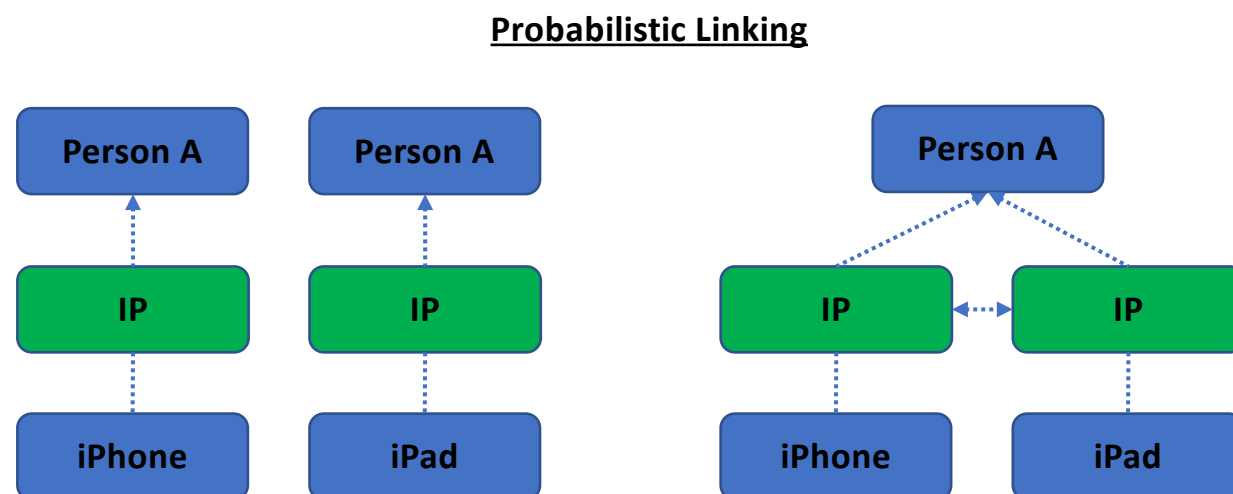 Probabilistic Linking
Person A
Person A
Person A
IP
IP
IP
IP
iPhone
iPad
iPhone
iPad